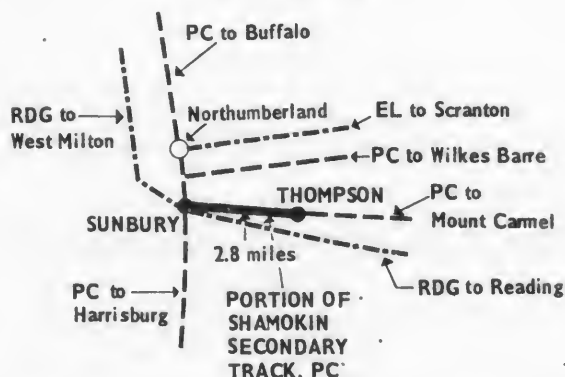 PC to Buffalo
RDG to
West Milton
Northumberland
EL to Scranton
PC to Wilkes Barre
THOMPSON
PC to
Mount Carmel
SUNBURY
2.8 miles
PC to
Harrisburg
RDG to Reading
PORTION OF
SHAMOKIN
SECONDARY
TRACK, PC